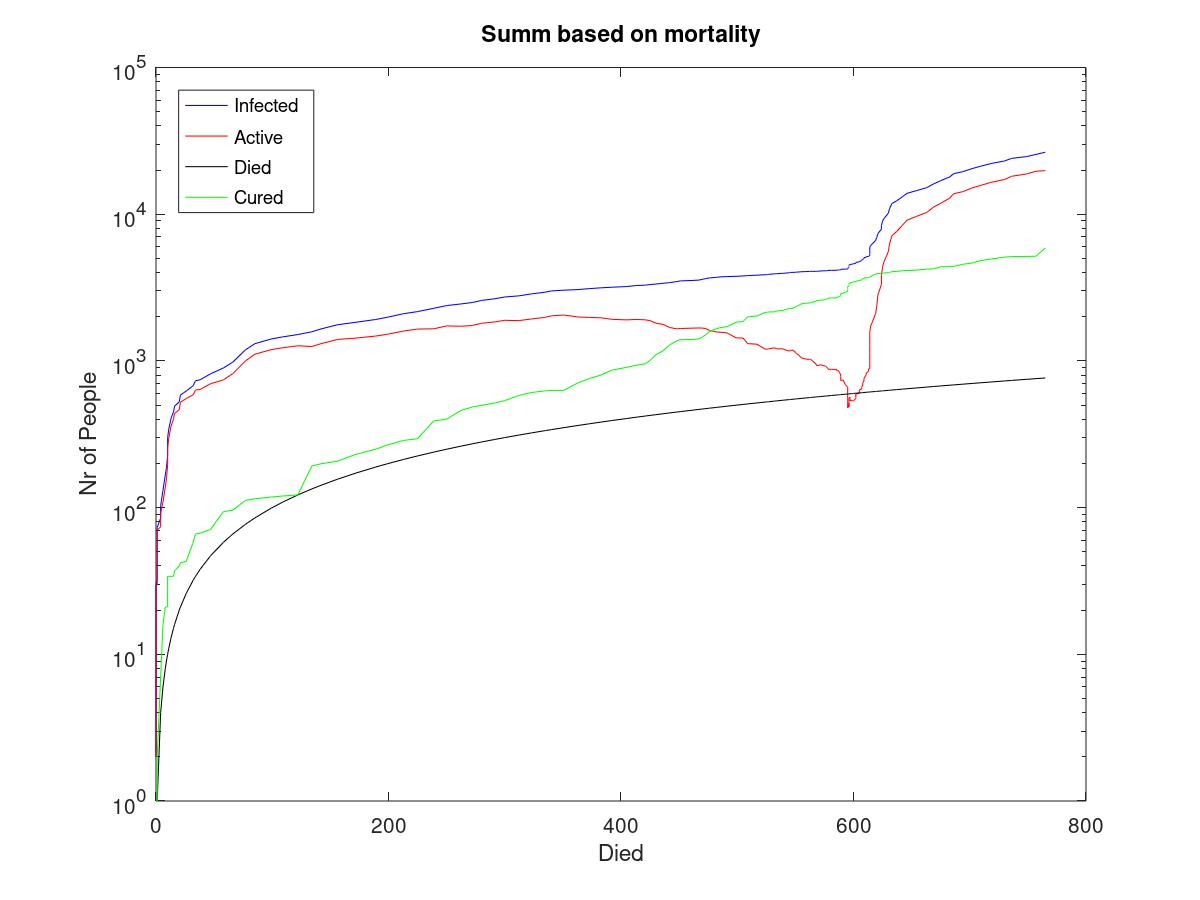 Summ based on mortality
10^5
10^4
10^3
10^2
10^1
10^0
Nr of People
Infected
Active
Died
Cured
0 200 400 600 800
Died